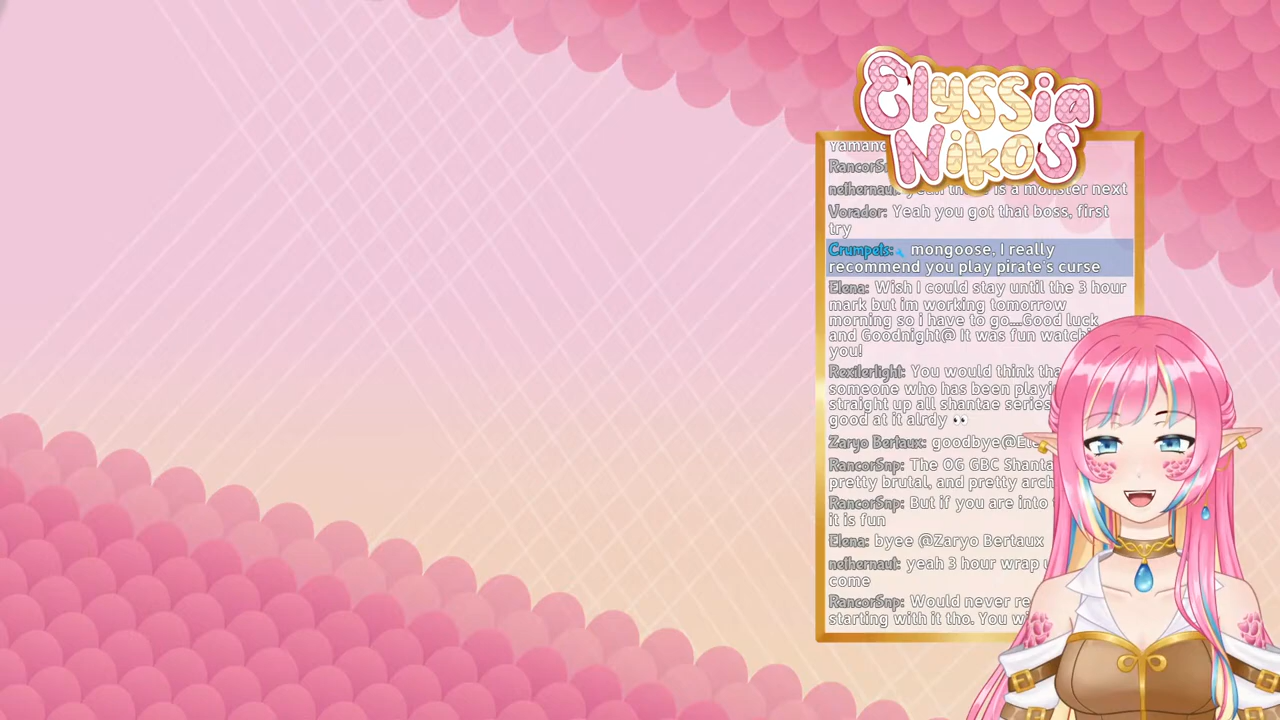 Elyssia
Nikos
Yamano
RancorSn
nethernaut: yeah there is a monster next
Vorador: Yeah you got that boss, first
try
Crumpets: mongoose, I really
recommend you play pirate's curse
Elena: Wish I could stay until the 3 hour
mark but im working tomorrow
morning so i have to go....Good luck
and Goodnight@ It was fun watchi
you!
Rexilerlight: You would think tha
someone who has been playi
straight up all shantae series
good at it alrdy 👀
Zaryo Bertaux: goodbye@Ele
RancorSnp: The OG GBC Shanta
pretty brutal, and pretty arch
RancorSnp: But if you are into
it is fun
Elena: byee @Zaryo Bertaux
nethernaut: yeah 3 hour wrap u
come
RancorSnp: Would never re
starting with it tho. You wi